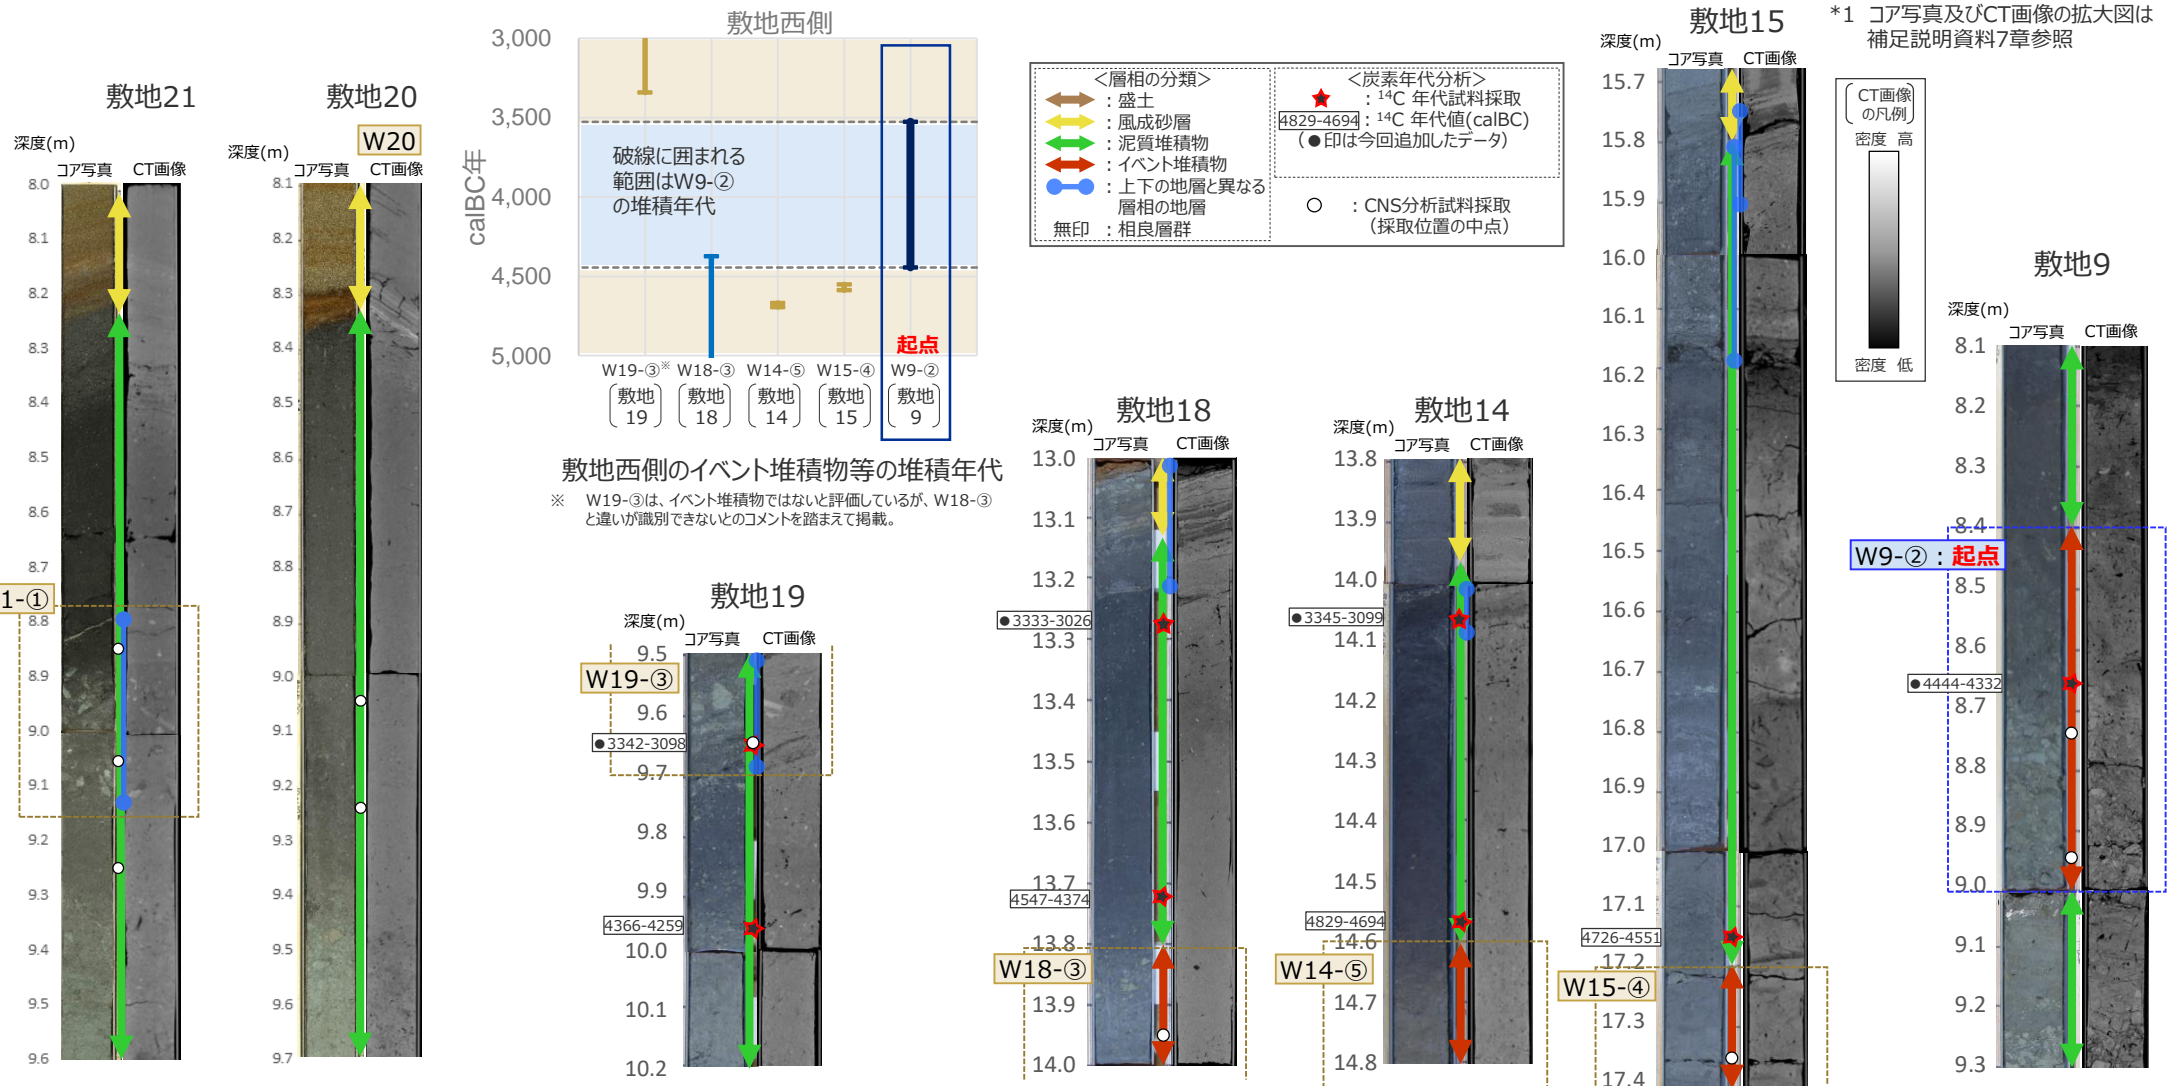 敷地21
深度(m)
コア写真 CT画像
8.0
8.1
8.2
8.3
8.4
8.5
8.6
8.7
8.8
8.9
9.0
9.1
9.2
9.3
9.4
9.5
9.6
1-①
敷地20
W20
深度(m)
コア写真 CT画像
8.1
8.2
8.3
8.4
8.5
8.6
8.7
8.8
8.9
9.0
9.1
9.2
9.3
9.4
9.5
9.6
9.7
敷地西側
calBC年
3,000
3,500
4,000
4,500
5,000
破線に囲まれる
範囲はW9-②
の堆積年代
起点
W19-③※ W18-③ W14-⑤ W15-④ W9-②
敷地19 敷地18 敷地14 敷地15 敷地9
敷地西側のイベント堆積物等の堆積年代
※ W19-③は、イベント堆積物ではないと評価しているが、W18-③
と違いが識別できないとのコメントを踏まえて掲載。
敷地19
深度(m)
コア写真 CT画像
9.5
9.6
9.7
9.8
9.9
10.0
10.1
10.2
W19-③
●3342-3098
4366-4259
<層相の分類>
:盛土
:風成砂層
:泥質堆積物
:イベント堆積物
:上下の地層と異なる
層相の地層
無印 :相良層群
<炭素年代分析>
:14C 年代試料採取
4829-4694 :14C 年代値(calBC)
(●印は今回追加したデータ)
:CNS分析試料採取
(採取位置の中点)
敷地18
深度(m)
コア写真 CT画像
13.0
13.1
13.2
13.3
13.4
13.5
13.6
13.7
13.8
13.9
14.0
●3333-3026
4547-4374
W18-③
敷地14
深度(m)
コア写真 CT画像
13.8
13.9
14.0
14.1
14.2
14.3
14.4
14.5
14.6
14.7
14.8
●3345-3099
4829-4694
W14-⑤
敷地15
深度(m)
コア写真 CT画像
15.7
15.8
15.9
16.0
16.1
16.2
16.3
16.4
16.5
16.6
16.7
16.8
16.9
17.0
17.1
17.2
17.3
17.4
4726-4551
W15-④
*1 コア写真及びCT画像の拡大図は
補足説明資料7章参照
CT画像
の凡例
密度 高
密度 低
敷地9
深度(m)
コア写真 CT画像
8.1
8.2
8.3
8.4
8.5
8.6
8.7
8.8
8.9
9.0
9.1
9.2
9.3
W9-②:起点
●4444-4332